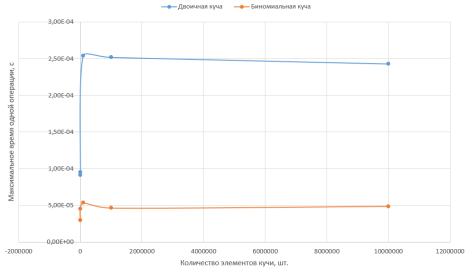 Двоичная куча Биномиальная куча
3,00E-04
2,50E-04
2,00E-04
1,50E-04
1,00E-04
5,00E-05
0,00E+00
Максимальное время одной операции, с
-2000000 0 2000000 4000000 6000000 8000000 10000000 12000000
Количество элементов кучи, шт.